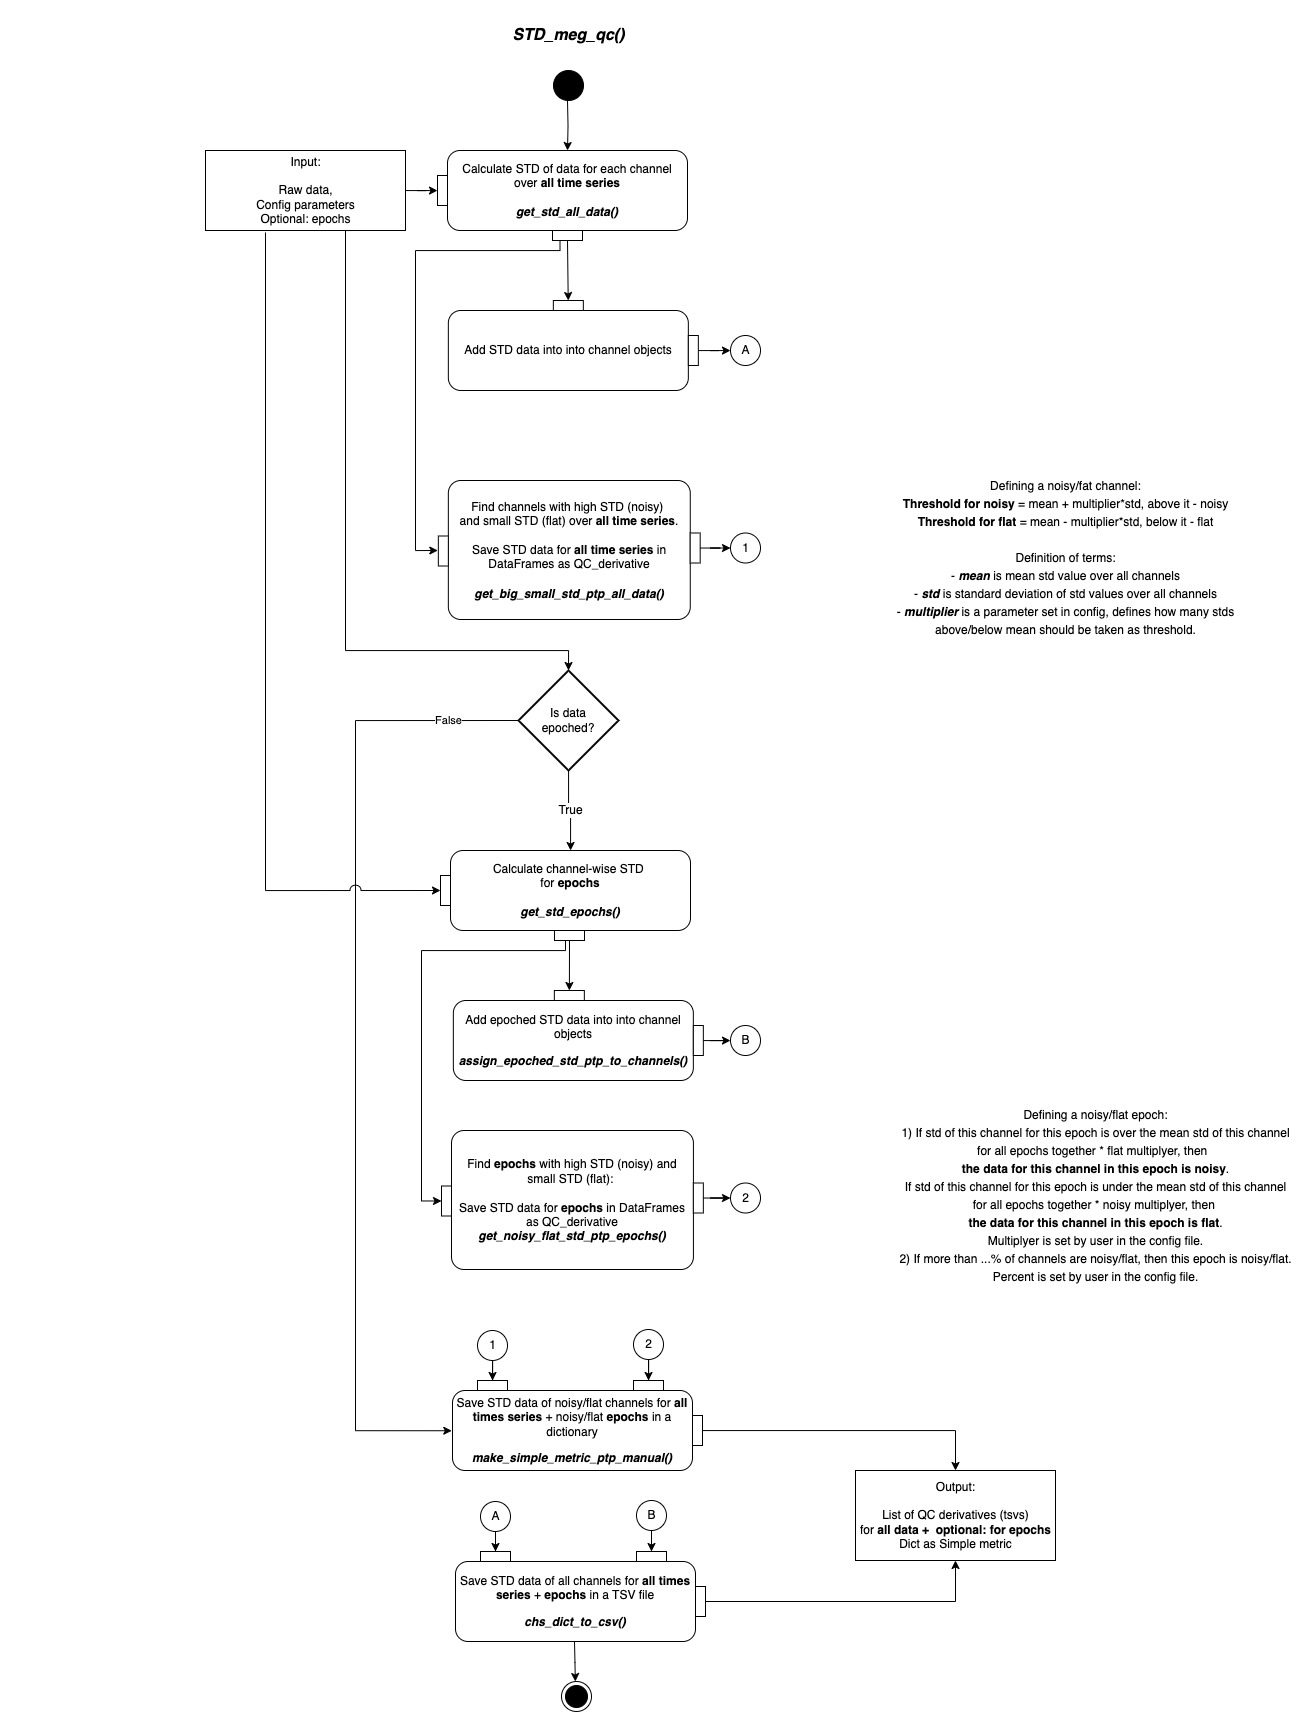 STD_meg_qc()
Input:
Raw data,
Config parameters
Optional: epochs
Calculate STD of data for each channel
over all time series
get_std_all_data()
Add STD data into into channel objects
A
Find channels with high STD (noisy)
and small STD (flat) over all time series.
Save STD data for all time series in
DataFrames as QC_derivative
get_big_small_std_ptp_all_data()
1
Defining a noisy/fat channel:
Threshold for noisy = mean + multiplier*std, above it - noisy
Threshold for flat = mean - multiplier*std, below it - flat
Definition of terms:
- mean is mean std value over all channels
- std is standard deviation of std values over all channels
- multiplier is a parameter set in config, defines how many stds
above/below mean should be taken as threshold.
Is data
epoched?
False
True
Calculate channel-wise STD
for epochs
get_std_epochs()
Add epoched STD data into into channel
objects
assign_epoched_std_ptp_to_channels()
B
Find epochs with high STD (noisy) and
small STD (flat):
Save STD data for epochs in DataFrames
as QC_derivative
get_noisy_flat_std_ptp_epochs()
2
Defining a noisy/flat epoch:
1) If std of this channel for this epoch is over the mean std of this channel
for all epochs together * flat multiplyer, then
the data for this channel in this epoch is noisy.
If std of this channel for this epoch is under the mean std of this channel
for all epochs together * noisy multiplyer, then
the data for this channel in this epoch is flat.
Multiplyer is set by user in the config file.
2) If more than ...% of channels are noisy/flat, then this epoch is noisy/flat.
Percent is set by user in the config file.
1
2
Save STD data of noisy/flat channels for all
times series + noisy/flat epochs in a
dictionary
make_simple_metric_ptp_manual()
A
B
Save STD data of all channels for all times
series + epochs in a TSV file
chs_dict_to_csv()
Output:
List of QC derivatives (tsvs)
for all data + optional: for epochs
Dict as Simple metric